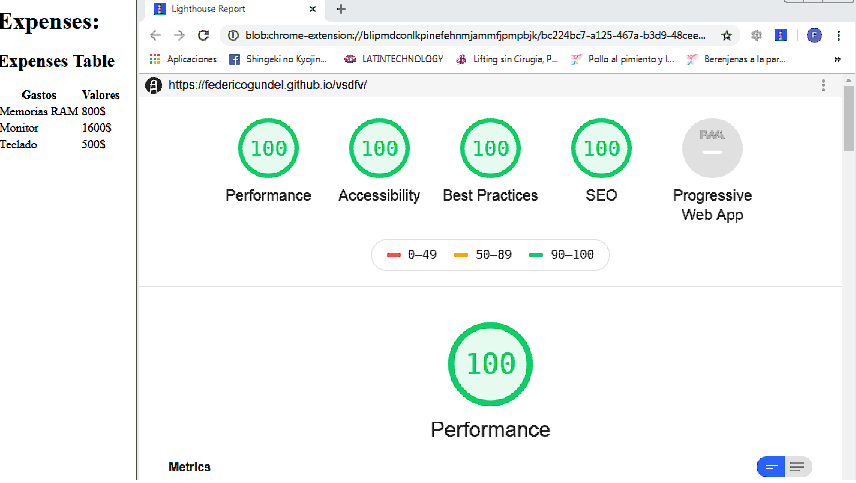 Expenses:
Expenses Table
Gastos Valores
Memorias RAM 800$
Monitor 1600$
Teclado 500$
Lighthouse Report
blob:chrome-extension://blipmdconlkpinefehnmjammfjpmpbjk/bc224bc7-a125-467a-b3d9-48cee...
Aplicaciones Shingeki no Kyojin... LATINTECHNOLOGY Lifting sin Cirugia, P... Pollo al pimiento y l... Berenjenas a la par...
https://federicogundel.github.io/vsdfv/
100 100 100 100 PWA
Performance Accessibility Best Practices SEO Progressive
Web App
0–49 50–89 90–100
100
Performance
Metrics